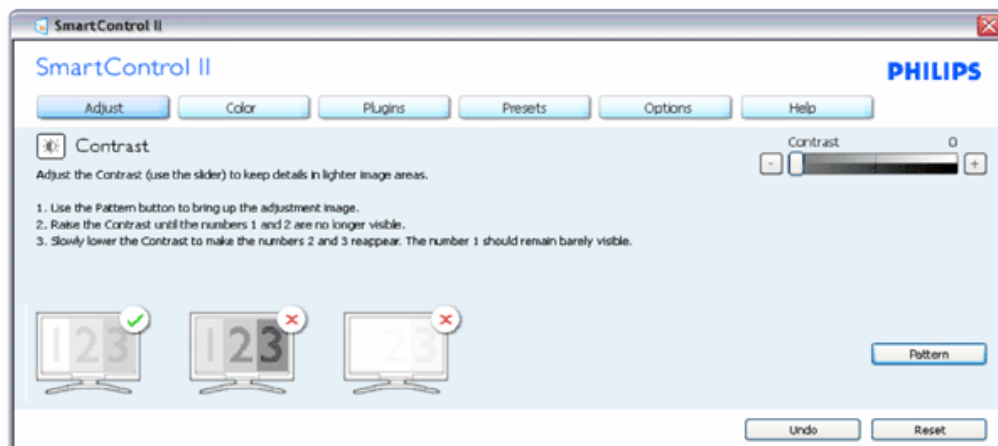 SmartControl II
SmartControl II
PHILIPS
Adjust Color Plugins Presets Options Help
Contrast
Contrast 0
- +
Adjust the Contrast (use the slider) to keep details in lighter image areas.
1. Use the Pattern button to bring up the adjustment image.
2. Raise the Contrast until the numbers 1 and 2 are no longer visible.
3. Slowly lower the Contrast to make the numbers 2 and 3 reappear. The number 1 should remain barely visible.
123 123 23
Pattern
Undo Reset